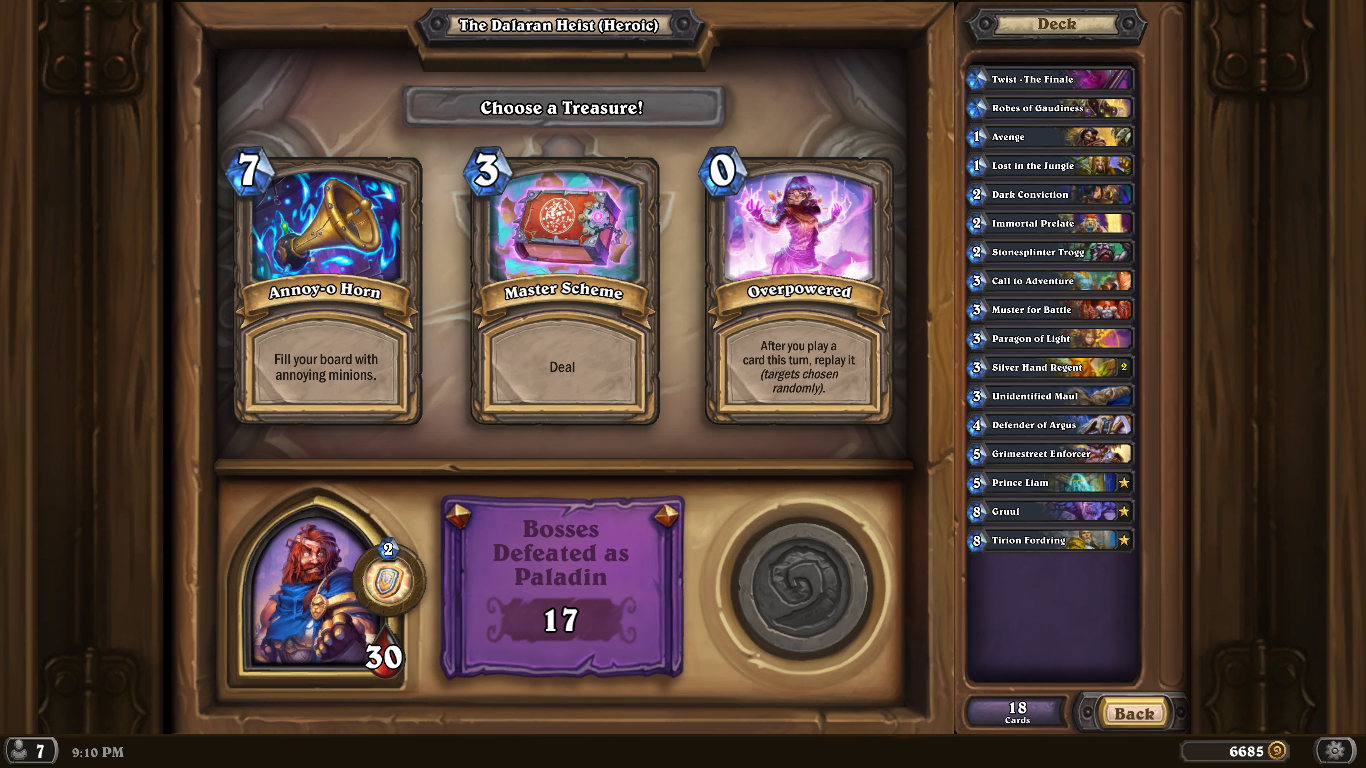 The Dalaran Heist (Heroic)
Choose a Treasure!
7
Annoy-o Horn
Fill your board with
annoying minions.
3
Master Scheme
Deal
0
Overpowered
After you play a
card this turn, replay it
(targets chosen
randomly).
2
30
Bosses
Defeated as
Paladin
17
Deck
Twist - The Finale
Robes of Gaudiness
1 Avenge
1 Lost in the Jungle
2 Dark Conviction
2 Immortal Prelate
2 Stonesplinter Trogg
3 Call to Adventure
3 Muster for Battle
3 Paragon of Light
3 Silver Hand Regent 2
3 Unidentified Maul
4 Defender of Argus
5 Grimestreet Enforcer
5 Prince Liam
8 Gruul
8 Tirion Fordring
18
Cards
Back
7
9:10 PM
6685